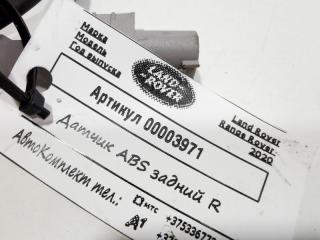 Марка
Модель
Год выпуска
LAND
ROVER
Land Rover
Range Rover
2020
Артикул 00003971
Датчик ABS задний R
АвтоКомплект тел.:
МТС
A1